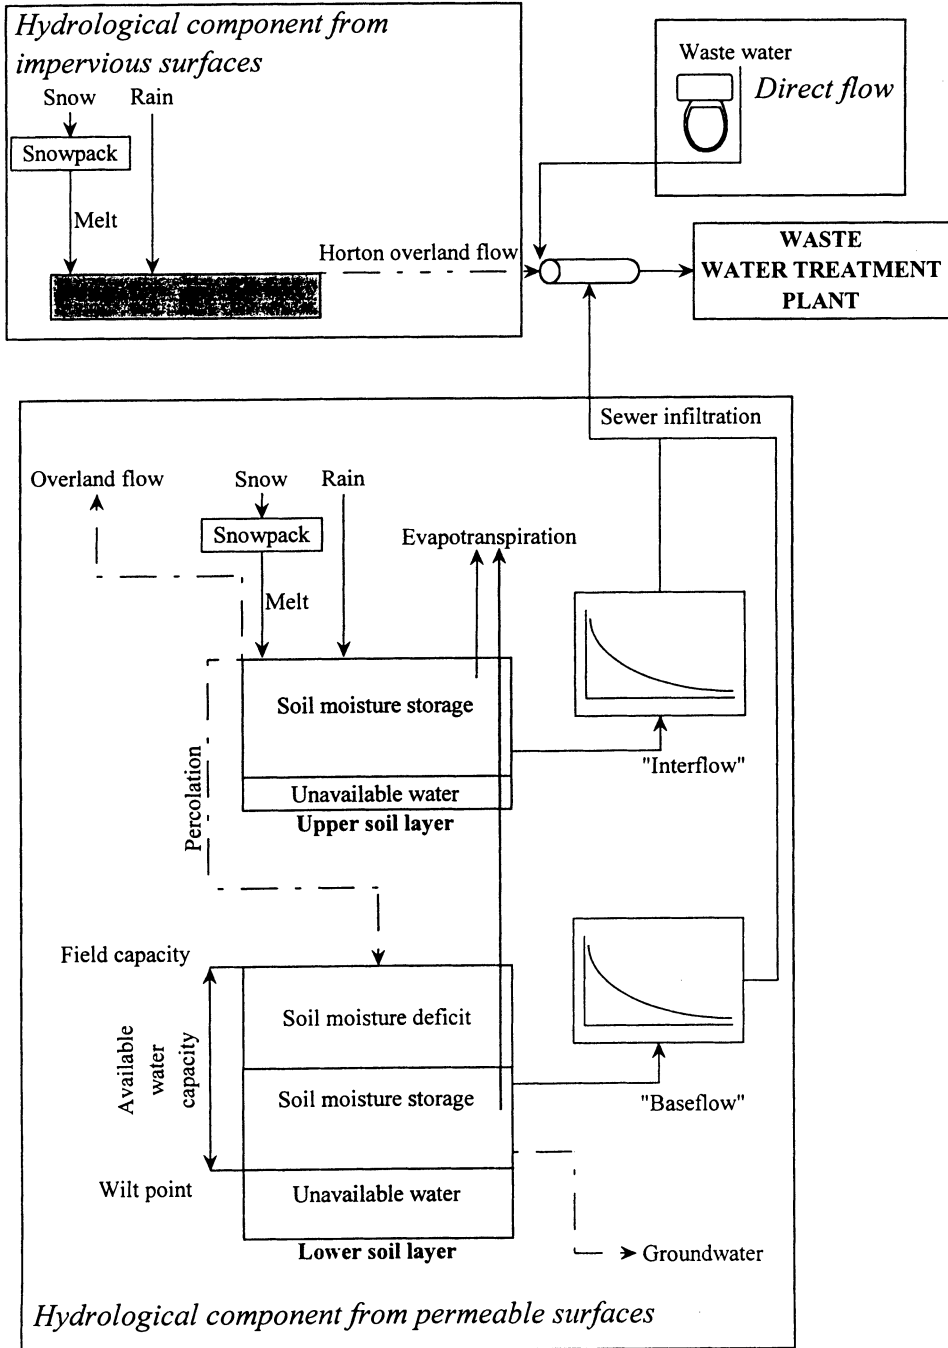 Hydrological component from
impervious surfaces
Snow
Rain
Snowpack
Melt
Horton overland flow
Waste water
Direct flow
WASTE
WATER TREATMENT
PLANT
Sewer infiltration
Overland flow
Snow
Rain
Snowpack
Evapotranspiration
Melt
Soil moisture storage
Percolation
"Interflow"
Unavailable water
Upper soil layer
Field capacity
Soil moisture deficit
Available
water
capacity
Soil moisture storage
"Baseflow"
Wilt point
Unavailable water
Lower soil layer
Groundwater
Hydrological component from permeable surfaces